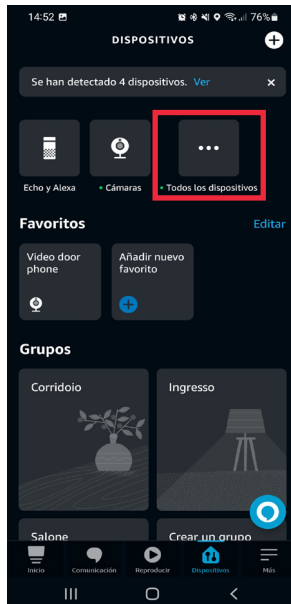 14:52 76%
DISPOSITIVOS
Se han detectado 4 dispositivos. Ver
Echo y Alexa • Cámaras • Todos los dispositivos
Favoritos Editar
Video door Añadir nuevo
phone favorito
Grupos
Corridoio Ingresso
Salone Crear un grupo
Inicio Comunicación Reproducir Dispositivos Más